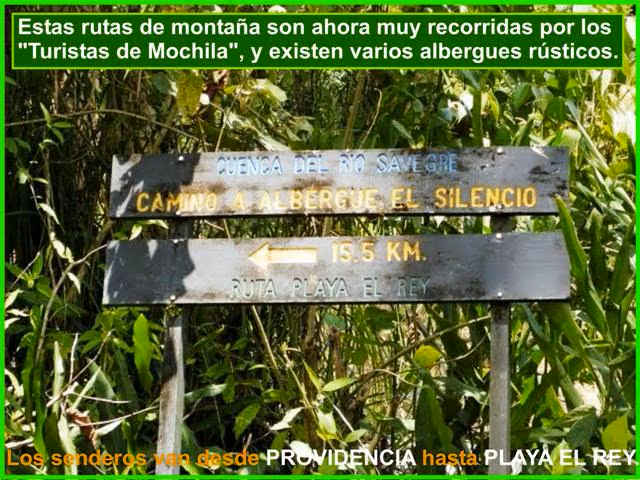 Estas rutas de montaña son ahora muy recorridas por los
"Turistas de Mochila", y existen varios albergues rústicos.
CUENCA DEL RIO SAVEGRE
CAMINO A ALBERGUE EL SILENCIO
15.5 KM.
RUTA PLAYA EL REY
Los senderos van desde PROVIDENCIA hasta PLAYA EL REY